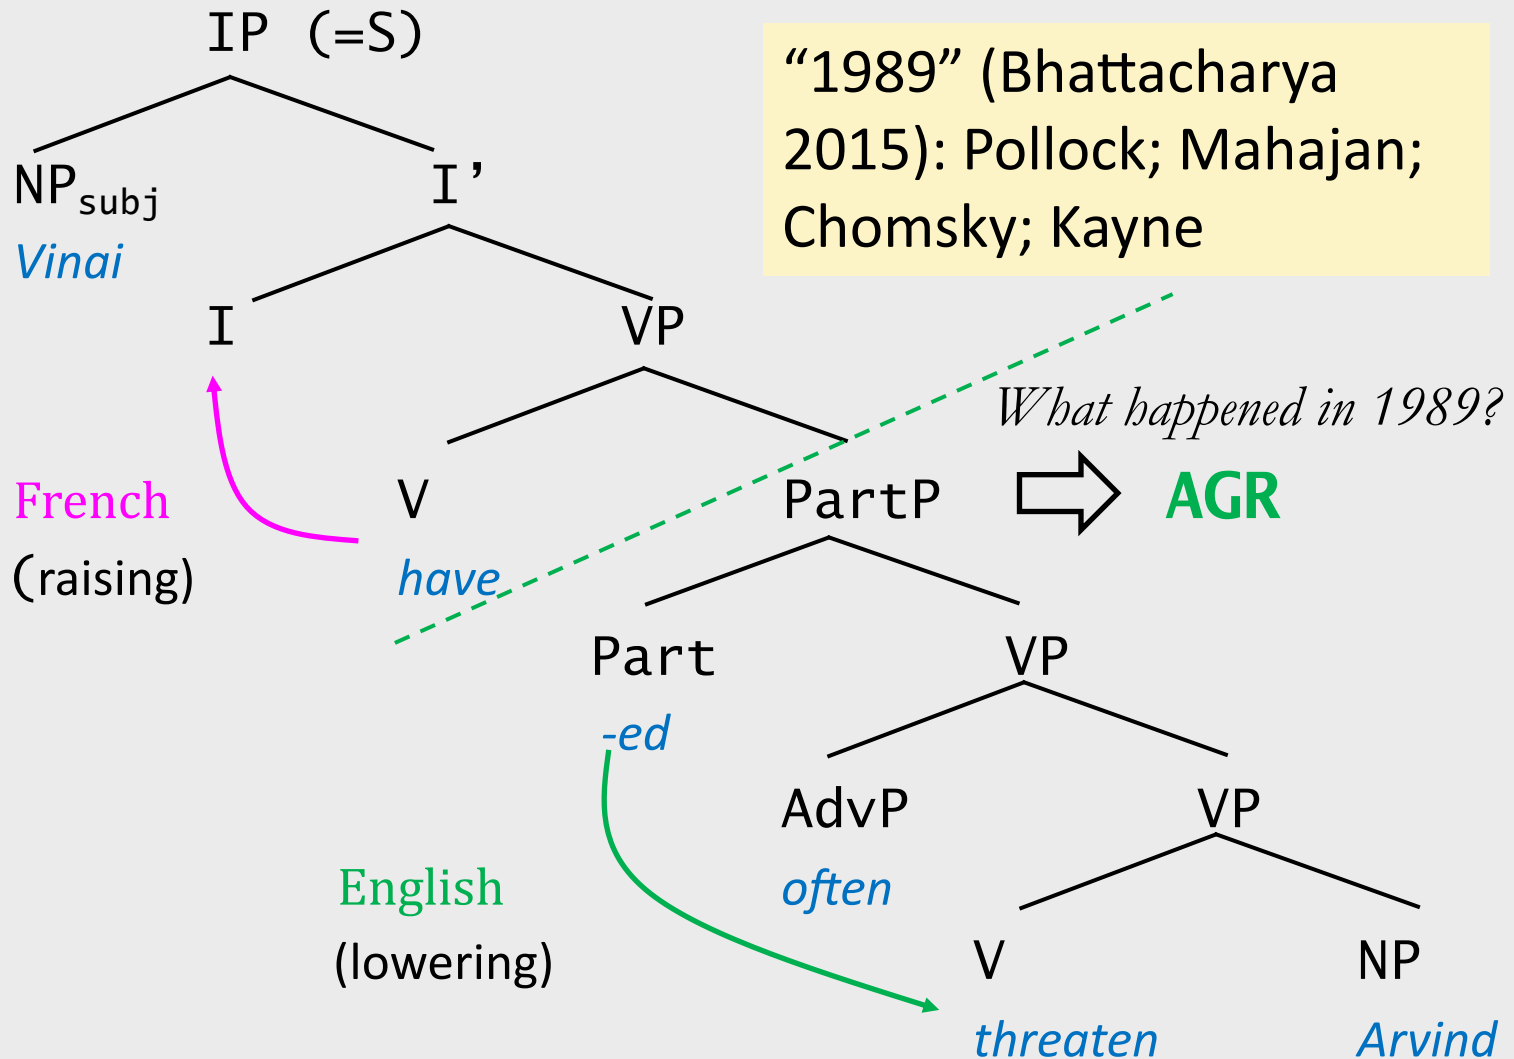 IP (=S)
“1989” (Bhattacharya
2015): Pollock; Mahajan;
Chomsky; Kayne
NPsubj
I’
Vinai
I
VP
What happened in 1989?
French
V
PartP
AGR
(raising)
have
Part
VP
-ed
AdvP
VP
English
often
(lowering)
V
NP
threaten
Arvind